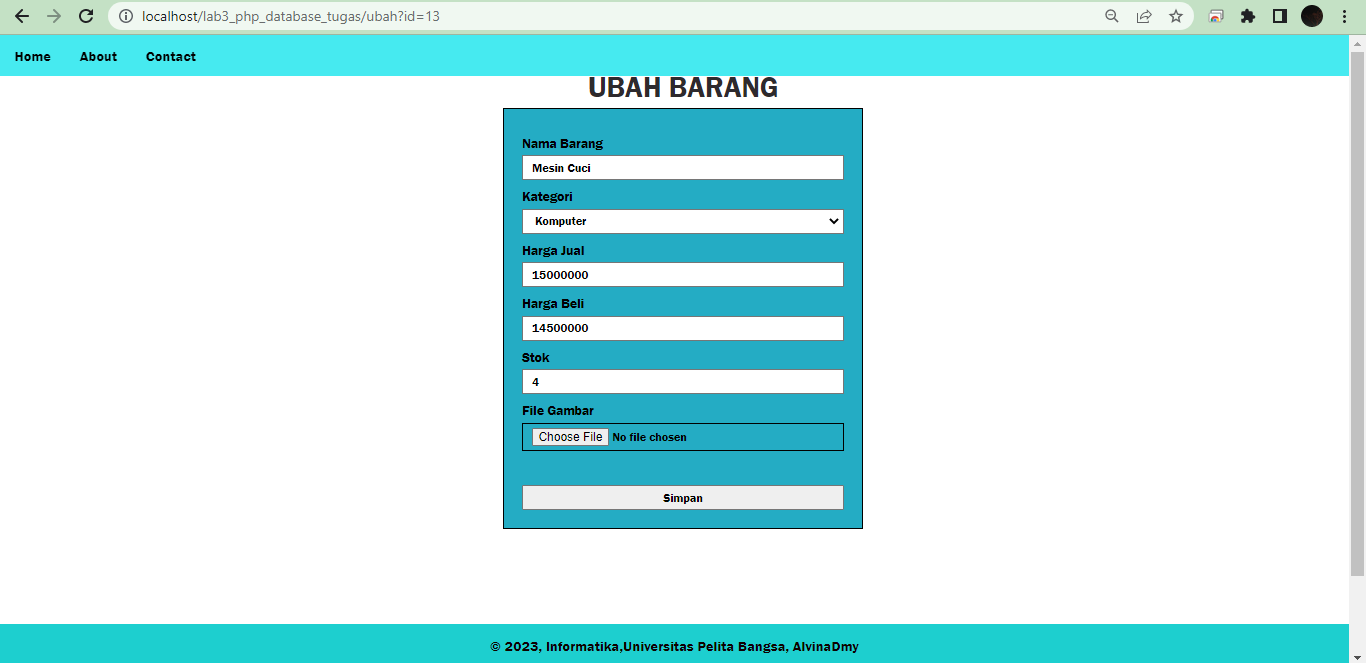 localhost/lab3_php_database_tugas/ubah?id=13
Home About Contact
UBAH BARANG
Nama Barang
Mesin Cuci
Kategori
Komputer
Harga Jual
15000000
Harga Beli
14500000
Stok
4
File Gambar
Choose File No file chosen
Simpan
© 2023, Informatika,Universitas Pelita Bangsa, AlvinaDmy